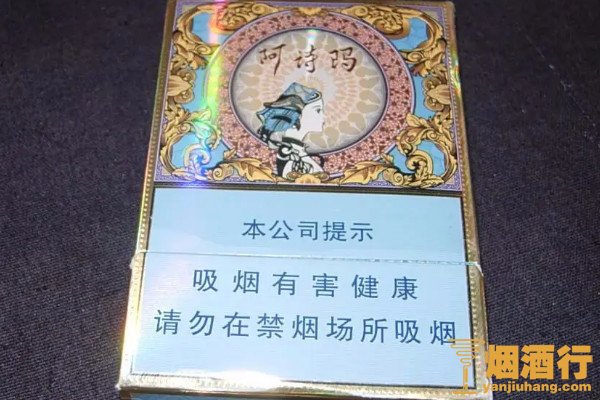 阿诗玛
本公司提示
吸烟有害健康
请勿在禁烟场所吸烟
烟酒行
yanjiuhang.com